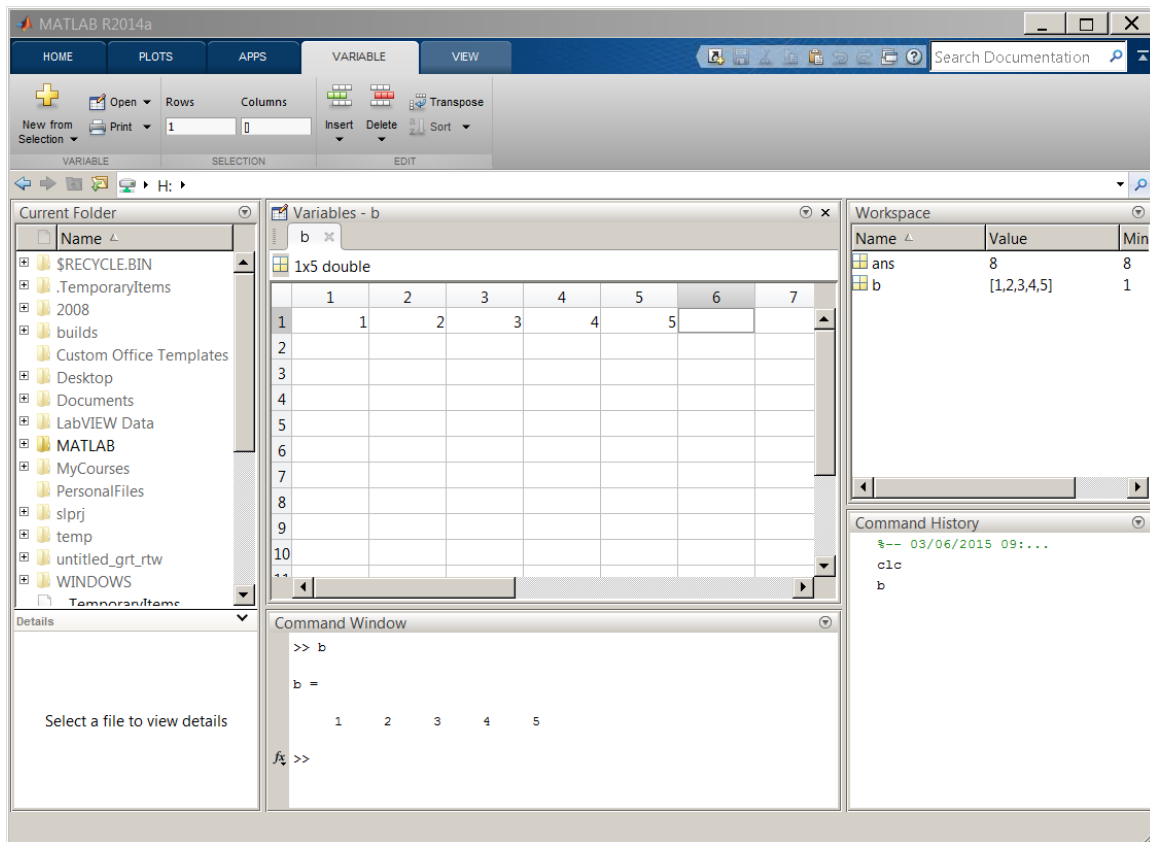 MATLAB R2014a
HOME PLOTS APPS VARIABLE VIEW
Search Documentation
New from Selection
Open
Print
VARIABLE
Rows Columns
1 []
SELECTION
Insert Delete
Transpose
Sort
EDIT
H:
Current Folder
Name
$RECYCLE.BIN
.TemporaryItems
2008
builds
Custom Office Templates
Desktop
Documents
LabVIEW Data
MATLAB
MyCourses
PersonalFiles
slprj
temp
untitled_grt_rtw
WINDOWS
._TemporaryItems
Details
Select a file to view details
Variables - b
b
1x5 double
1 2 3 4 5 6 7
1 1 2 3 4 5
2
3
4
5
6
7
8
9
10
11
Command Window
>> b
b =
1 2 3 4 5
fx >>
Workspace
Name Value Min
ans 8 8
b [1,2,3,4,5] 1
Command History
%-- 03/06/2015 09:...
clc
b